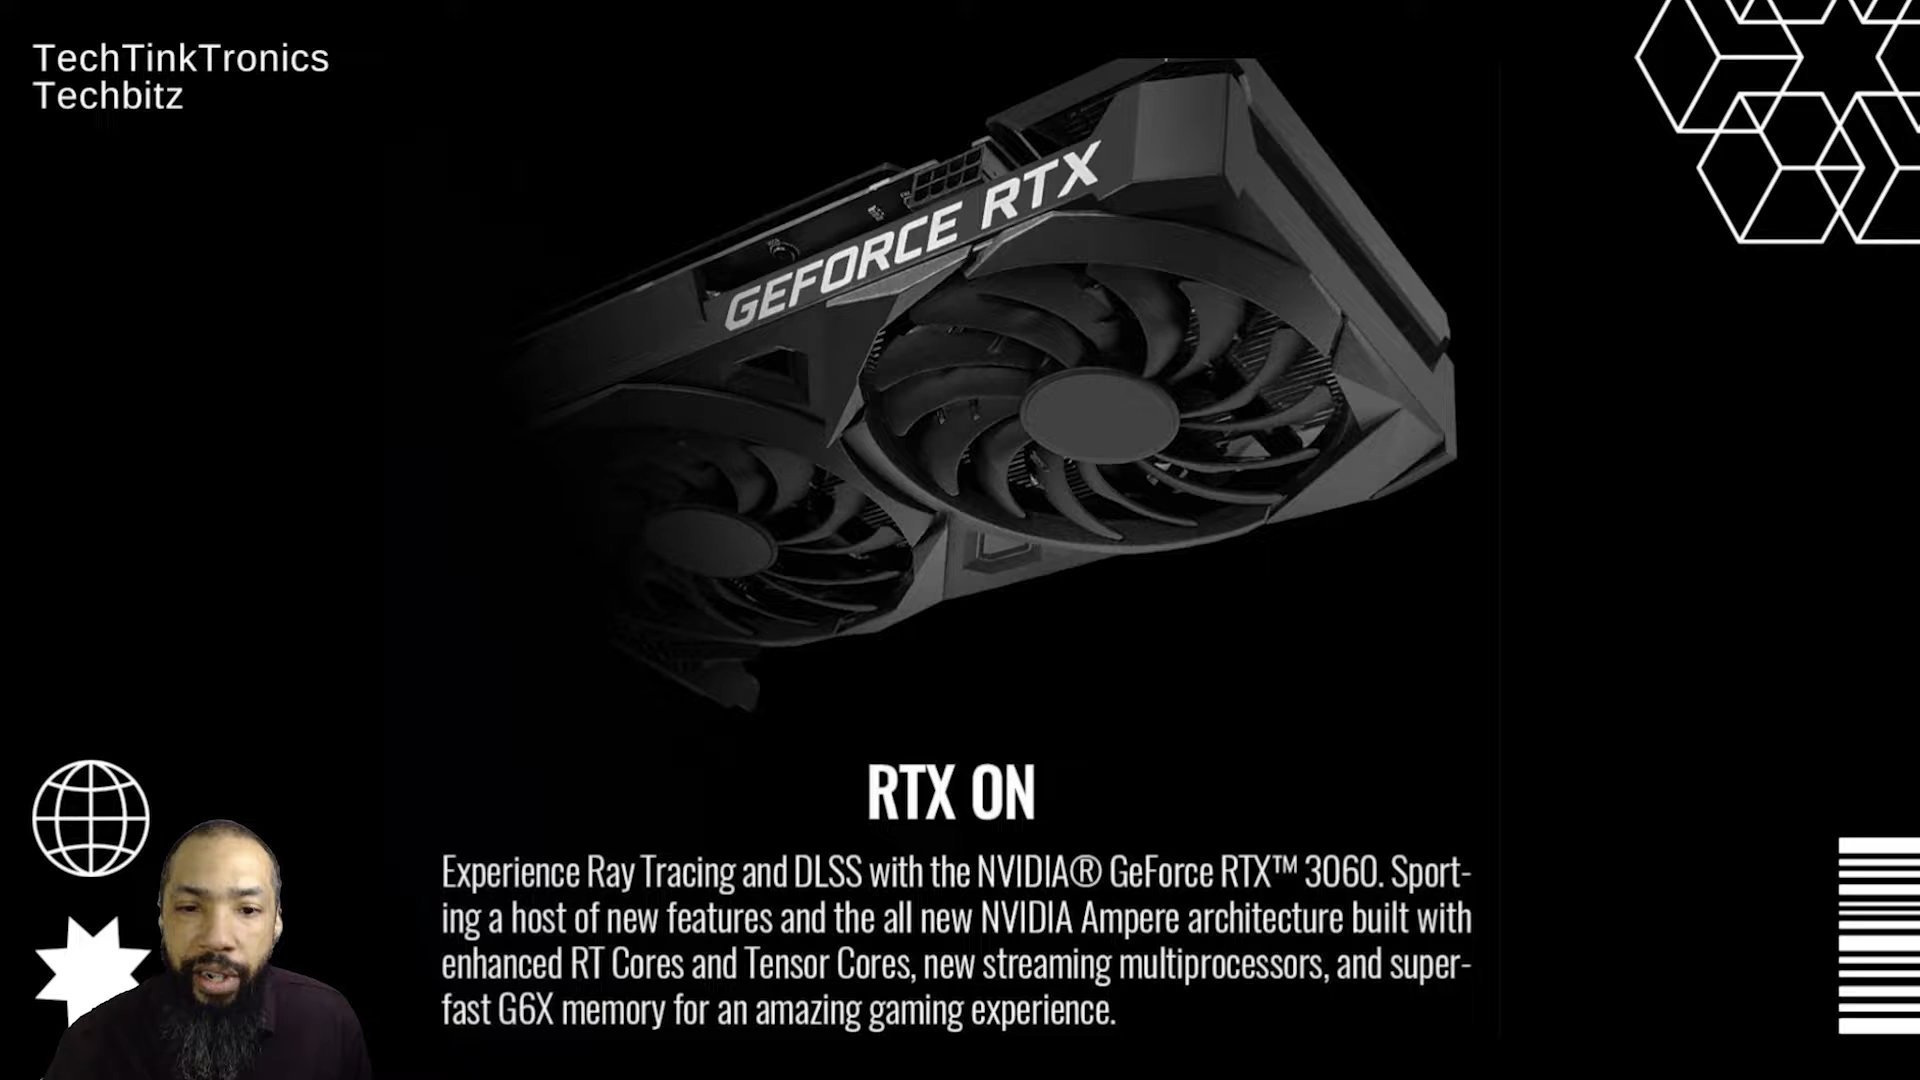 TechTinkTronics
Techbitz
GEFORCE RTX
RTX ON
Experience Ray Tracing and DLSS with the NVIDIA® GeForce RTX™ 3060. Sport-
ing a host of new features and the all new NVIDIA Ampere architecture built with
enhanced RT Cores and Tensor Cores, new streaming multiprocessors, and super-
fast G6X memory for an amazing gaming experience.